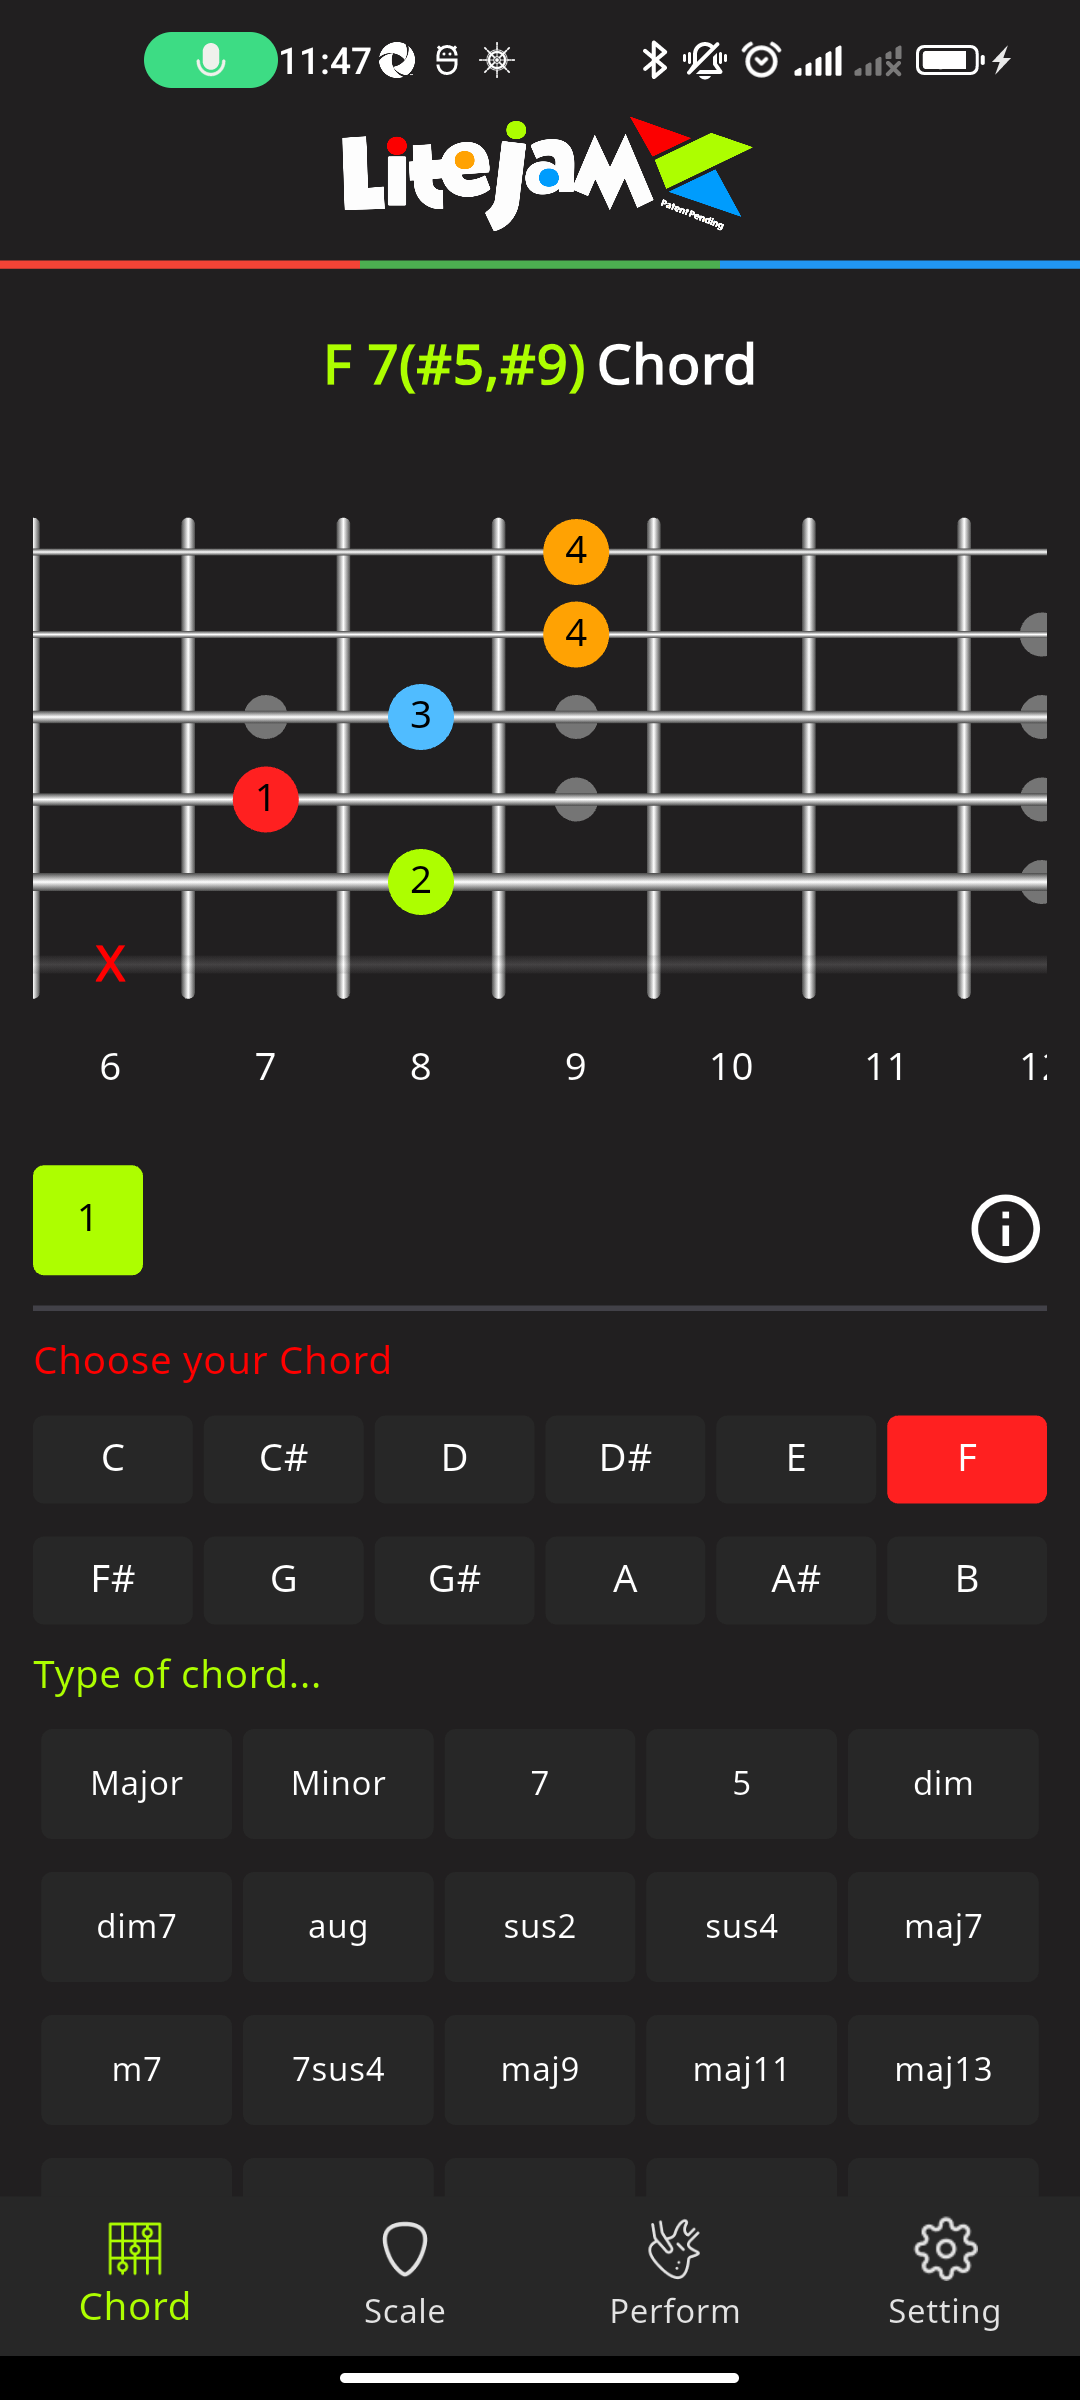 11:47
LiteJam
Patent Pending
F 7(#5,#9) Chord
4
4
3
1
2
X
6 7 8 9 10 11
1
Choose your Chord
C C# D D# E F
F# G G# A A# B
Type of chord...
Major Minor 7 5 dim
dim7 aug sus2 sus4 maj7
m7 7sus4 maj9 maj11 maj13
Chord Scale Perform Setting